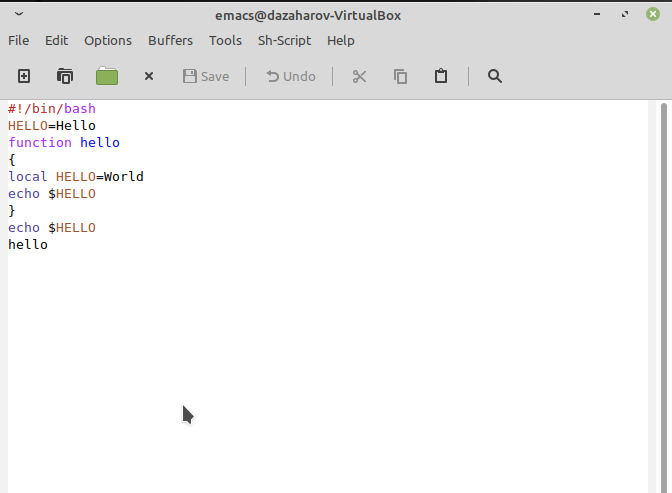 emacs@dazaharov-VirtualBox
File Edit Options Buffers Tools Sh-Script Help
Save Undo
#!/bin/bash
HELLO=Hello
function hello
{
local HELLO=World
echo $HELLO
}
echo $HELLO
hello